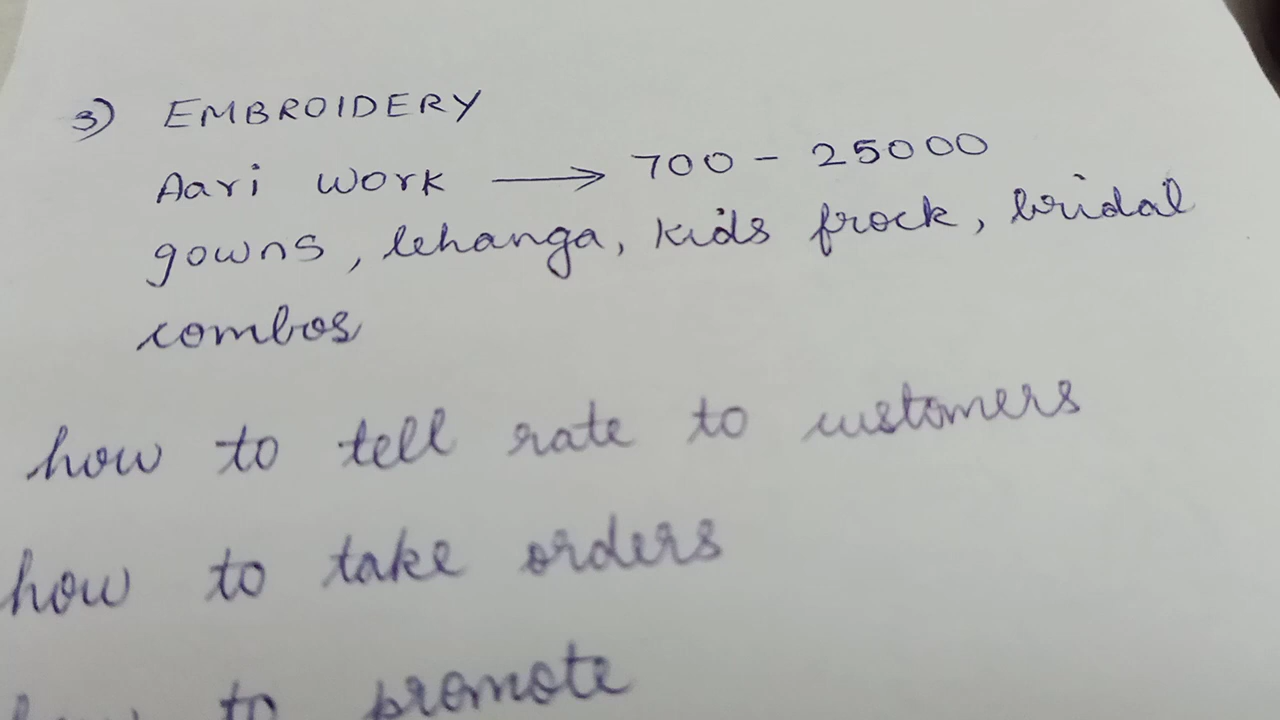 3) EMBROIDERY
Aari work → 700 - 25000
gowns, lehanga, kids frock, bridal
combos
how to tell rate to customers
how to take orders
how to promote